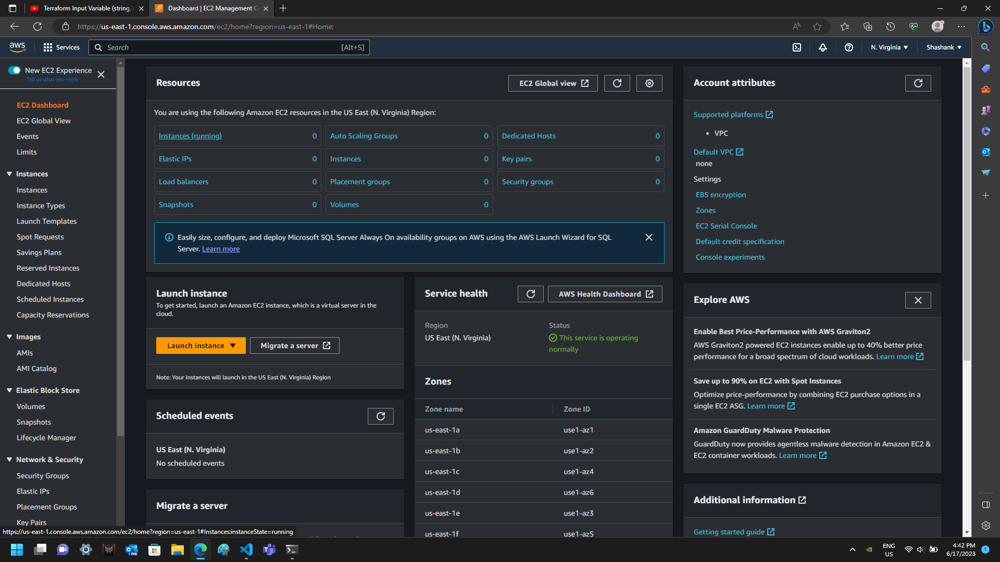 Terraform Input Variable (string,
Dashboard | EC2 Management C
https://us-east-1.console.aws.amazon.com/ec2/home?region=us-east-1#Home:
aws
Services
Search
[Alt+S]
N. Virginia
Shashank
New EC2 Experience
Tell us what you think
EC2 Dashboard
EC2 Global View
Events
Limits
Instances
Instances
Instance Types
Launch Templates
Spot Requests
Savings Plans
Reserved Instances
Dedicated Hosts
Scheduled Instances
Capacity Reservations
Images
AMIs
AMI Catalog
Elastic Block Store
Volumes
Snapshots
Lifecycle Manager
Network & Security
Security Groups
Elastic IPs
Placement Groups
Key Pairs
https://us-east-1.console.aws.amazon.com/ec2/home?region=us-east-1#Instances:instanceState=running
Resources
EC2 Global view
You are using the following Amazon EC2 resources in the US East (N. Virginia) Region:
Instances (running) 0
Auto Scaling Groups 0
Dedicated Hosts 0
Elastic IPs 0
Instances 0
Key pairs 0
Load balancers 0
Placement groups 0
Security groups 0
Snapshots 0
Volumes 0
Easily size, configure, and deploy Microsoft SQL Server Always On availability groups on AWS using the AWS Launch Wizard for SQL
Server. Learn more
Launch instance
To get started, launch an Amazon EC2 instance, which is a virtual server in the
cloud.
Launch instance
Migrate a server
Note: Your instances will launch in the US East (N. Virginia) Region
Scheduled events
US East (N. Virginia)
No scheduled events
Migrate a server
Service health
AWS Health Dashboard
Region
US East (N. Virginia)
Status
This service is operating
normally
Zones
Zone name Zone ID
us-east-1a use1-az1
us-east-1b use1-az2
us-east-1c use1-az4
us-east-1d use1-az6
us-east-1e use1-az3
us-east-1f use1-az5
Account attributes
Supported platforms
• VPC
Default VPC
none
Settings
EBS encryption
Zones
EC2 Serial Console
Default credit specification
Console experiments
Explore AWS
Enable Best Price-Performance with AWS Graviton2
AWS Graviton2 powered EC2 instances enable up to 40% better price
performance for a broad spectrum of cloud workloads. Learn more
Save up to 90% on EC2 with Spot Instances
Optimize price-performance by combining EC2 purchase options in a
single EC2 ASG. Learn more
Amazon GuardDuty Malware Protection
GuardDuty now provides agentless malware detection in Amazon EC2 &
EC2 container workloads. Learn more
Additional information
Getting started guide
ENG
US
4:42 PM
6/17/2023
1